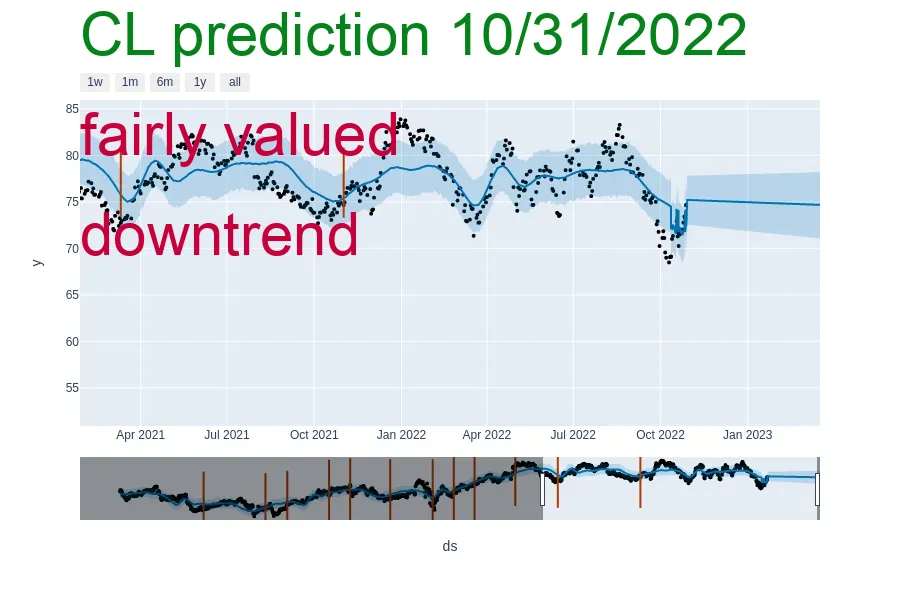 CL prediction 10/31/2022
1w 1m 6m 1y all
fairly valued
downtrend
85
80
75
70
65
60
55
y
Apr 2021 Jul 2021 Oct 2021 Jan 2022 Apr 2022 Jul 2022 Oct 2022 Jan 2023
ds